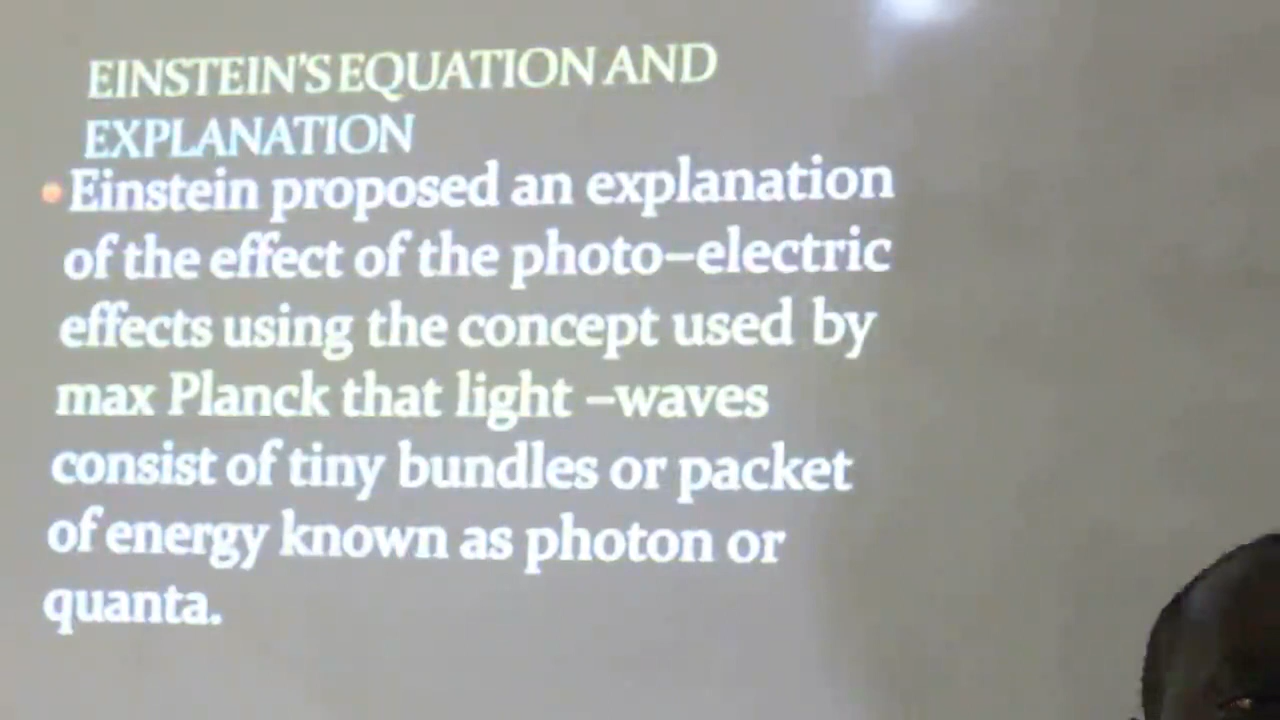 EINSTEIN'S EQUATION AND
EXPLANATION
• Einstein proposed an explanation
of the effect of the photo–electric
effects using the concept used by
max Planck that light –waves
consist of tiny bundles or packet
of energy known as photon or
quanta.